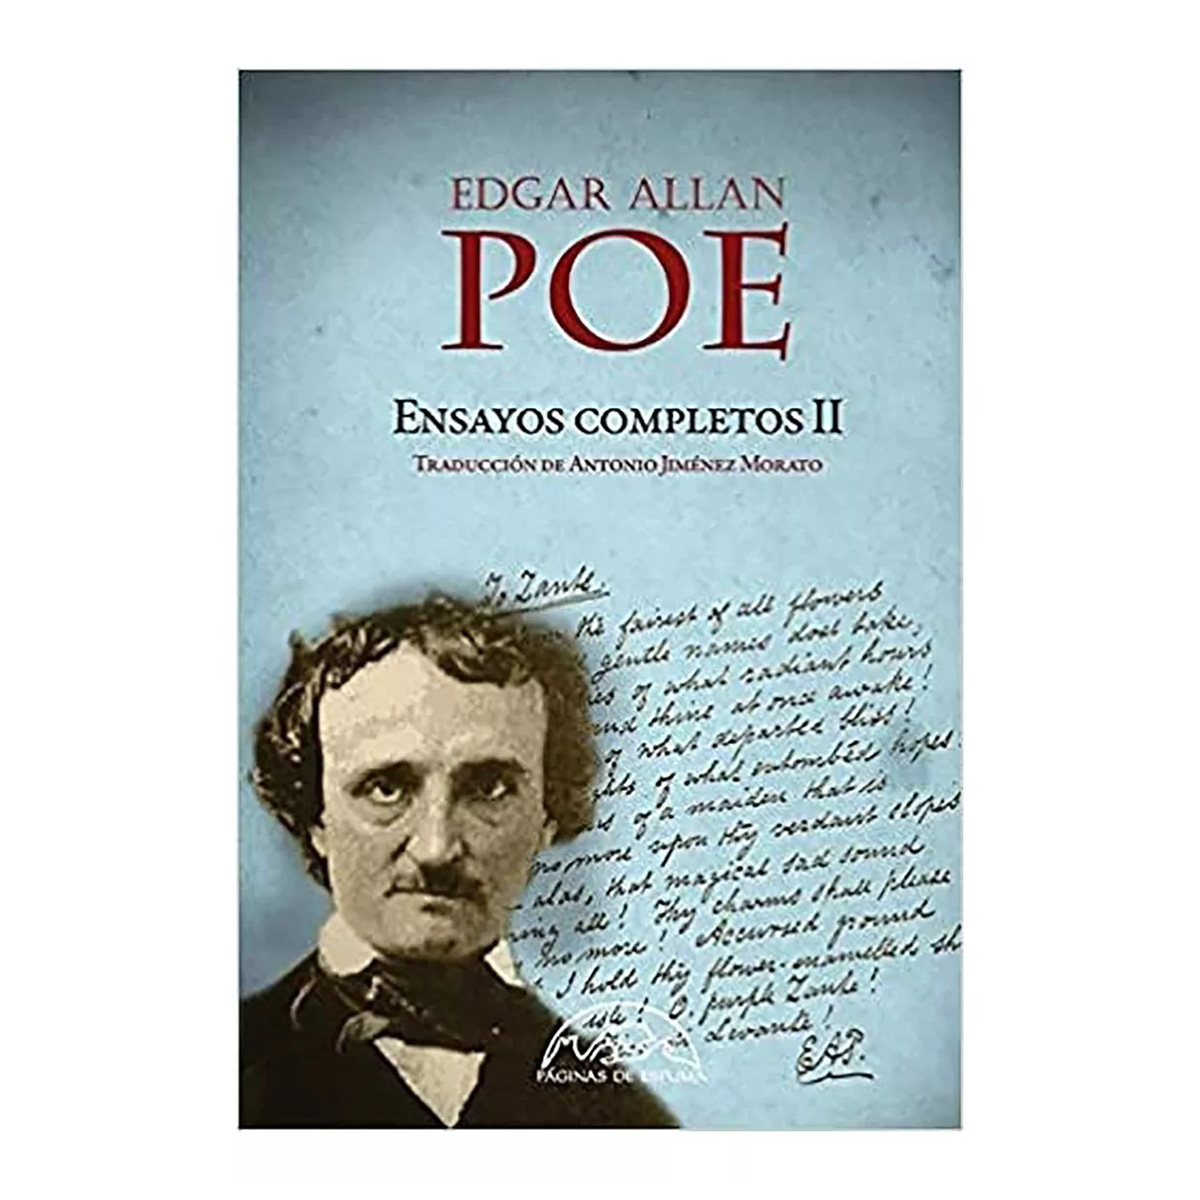 EDGAR ALLAN
POE
ENSAYOS COMPLETOS II
TRADUCCIÓN DE ANTONIO JIMÉNEZ MORATO
To Zante.
the fairest of all flowers
gentle names dost take,
of what radiant hours
thine at once awake!
of what departed bliss!
of what entombéd hopes.
of a maiden that is
no more upon thy verdant slopes
alas, that magical sad sound
all! Thy charms shall please
no more! Accursed ground
I hold thy flower-enamelled
isle! O, purple Zante!
Levante!
EAP.
PÁGINAS DE ESPUMA